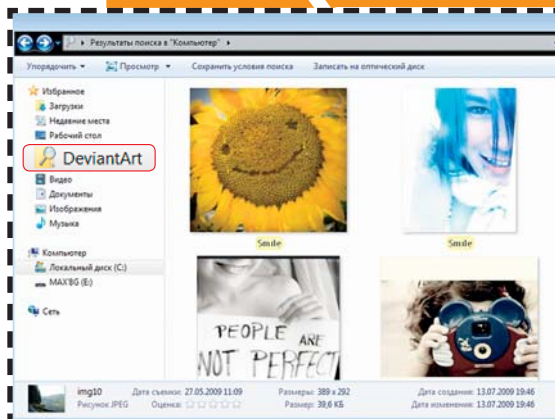 Результаты поиска в "Компьютер"
Упорядочить Просмотр Сохранить условия поиска Записать на оптический диск
Избранное
Загрузки
Недавние места
Рабочий стол
DeviantArt
Видео
Документы
Изображения
Музыка
Компьютер
Локальный диск (C:)
MAX'8G (E:)
Сеть
Smile
Smile
PEOPLE ARE
NOT PERFECT
img10 Дата съемки: 27.05.2009 11:09 Размеры: 389 x 292 Дата создания: 13.07.2009 19:46
Рисунок JPEG Оценка: Размер: 39,6 КБ Дата изменения: 13.07.2009 19:46